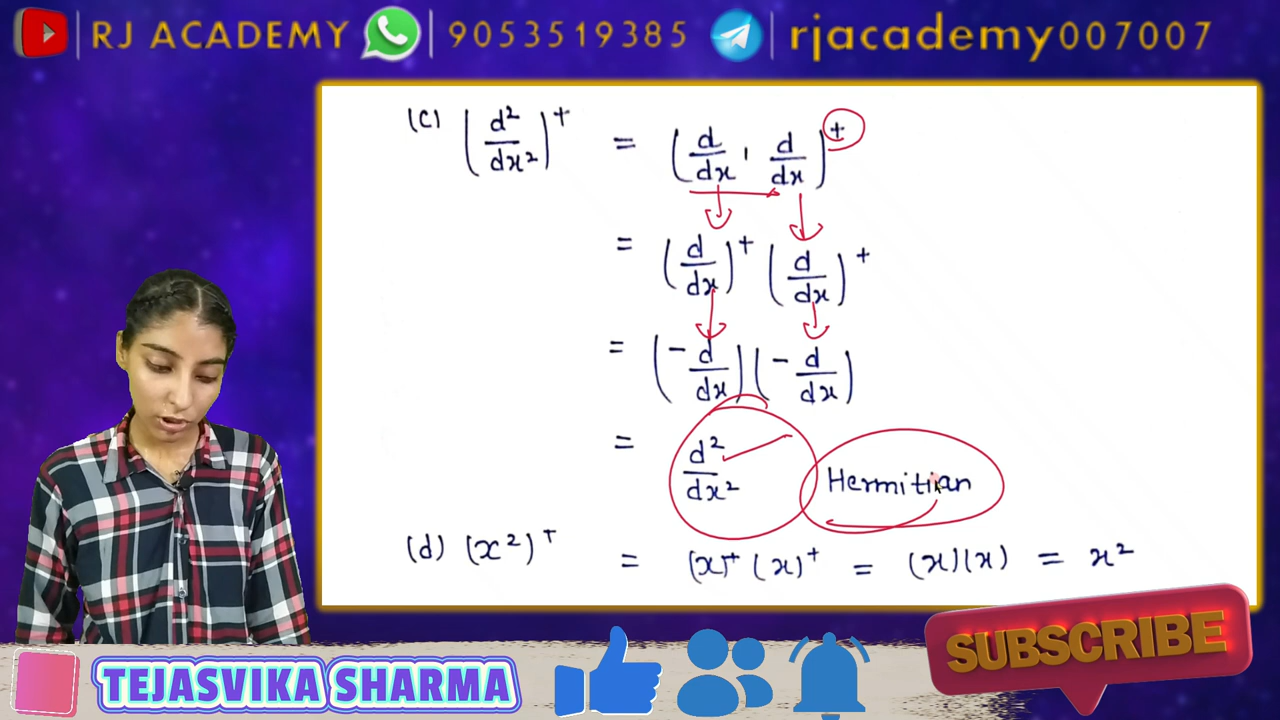 RJ ACADEMY | 9053519385 | rjacademy007007
(c) (d²/dx²)⁺ = (d/dx · d/dx)⁺
= (d/dx)⁺ (d/dx)⁺
= (-d/dx)(-d/dx)
= d²/dx² Hermitian
(d) (x²)⁺ = (x)⁺ (x)⁺ = (x)(x) = x²
SUBSCRIBE
TEJASVIKA SHARMA